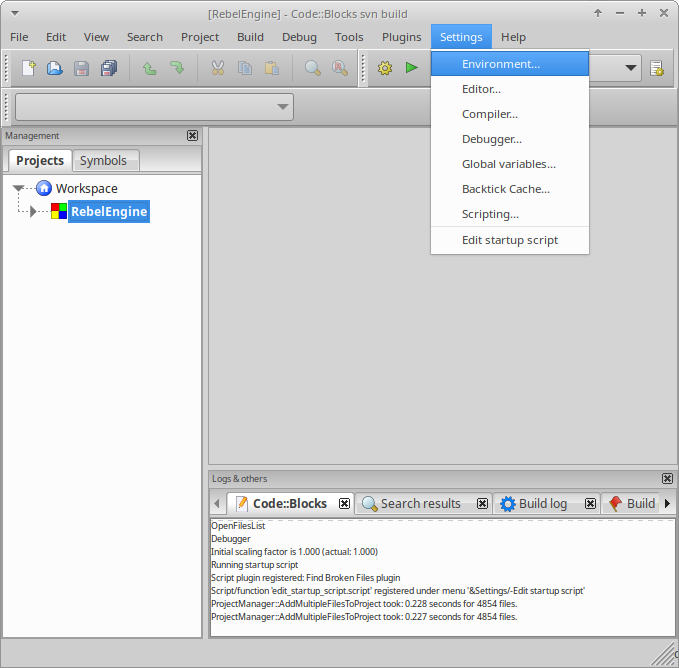 [RebelEngine] - Code::Blocks svn build
File Edit View Search Project Build Debug Tools Plugins Settings Help
Environment...
Editor...
Compiler...
Debugger...
Global variables...
Backtick Cache...
Scripting...
Edit startup script
Management
Projects Symbols
Workspace
RebelEngine
Logs & others
Code::Blocks Search results Build log Build
OpenFilesList
Debugger
Initial scaling factor is 1.000 (actual: 1.000)
Running startup script
Script plugin registered: Find Broken Files plugin
Script/function 'edit_startup_script.script' registered under menu '&Settings/-Edit startup script'
ProjectManager::AddMultipleFilesToProject took: 0.228 seconds for 4854 files.
ProjectManager::AddMultipleFilesToProject took: 0.227 seconds for 4854 files.